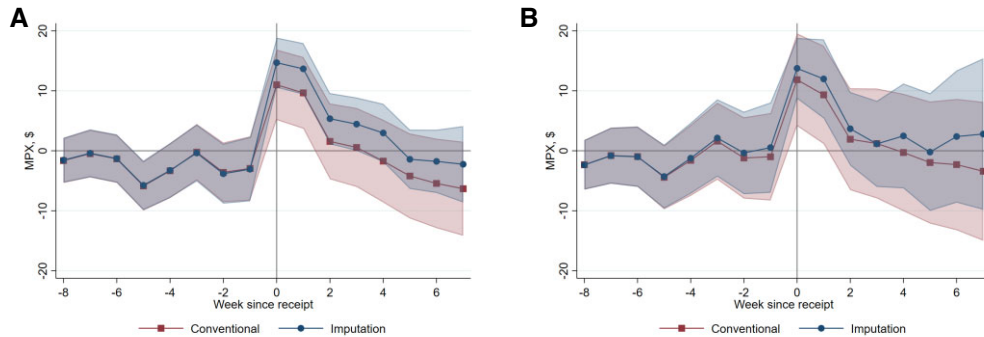 A
MPX, $
20
10
0
-10
-20
-8 -6 -4 -2 0 2 4 6
Week since receipt
Conventional Imputation
B
MPX, $
20
10
0
-10
-20
-8 -6 -4 -2 0 2 4 6
Week since receipt
Conventional Imputation